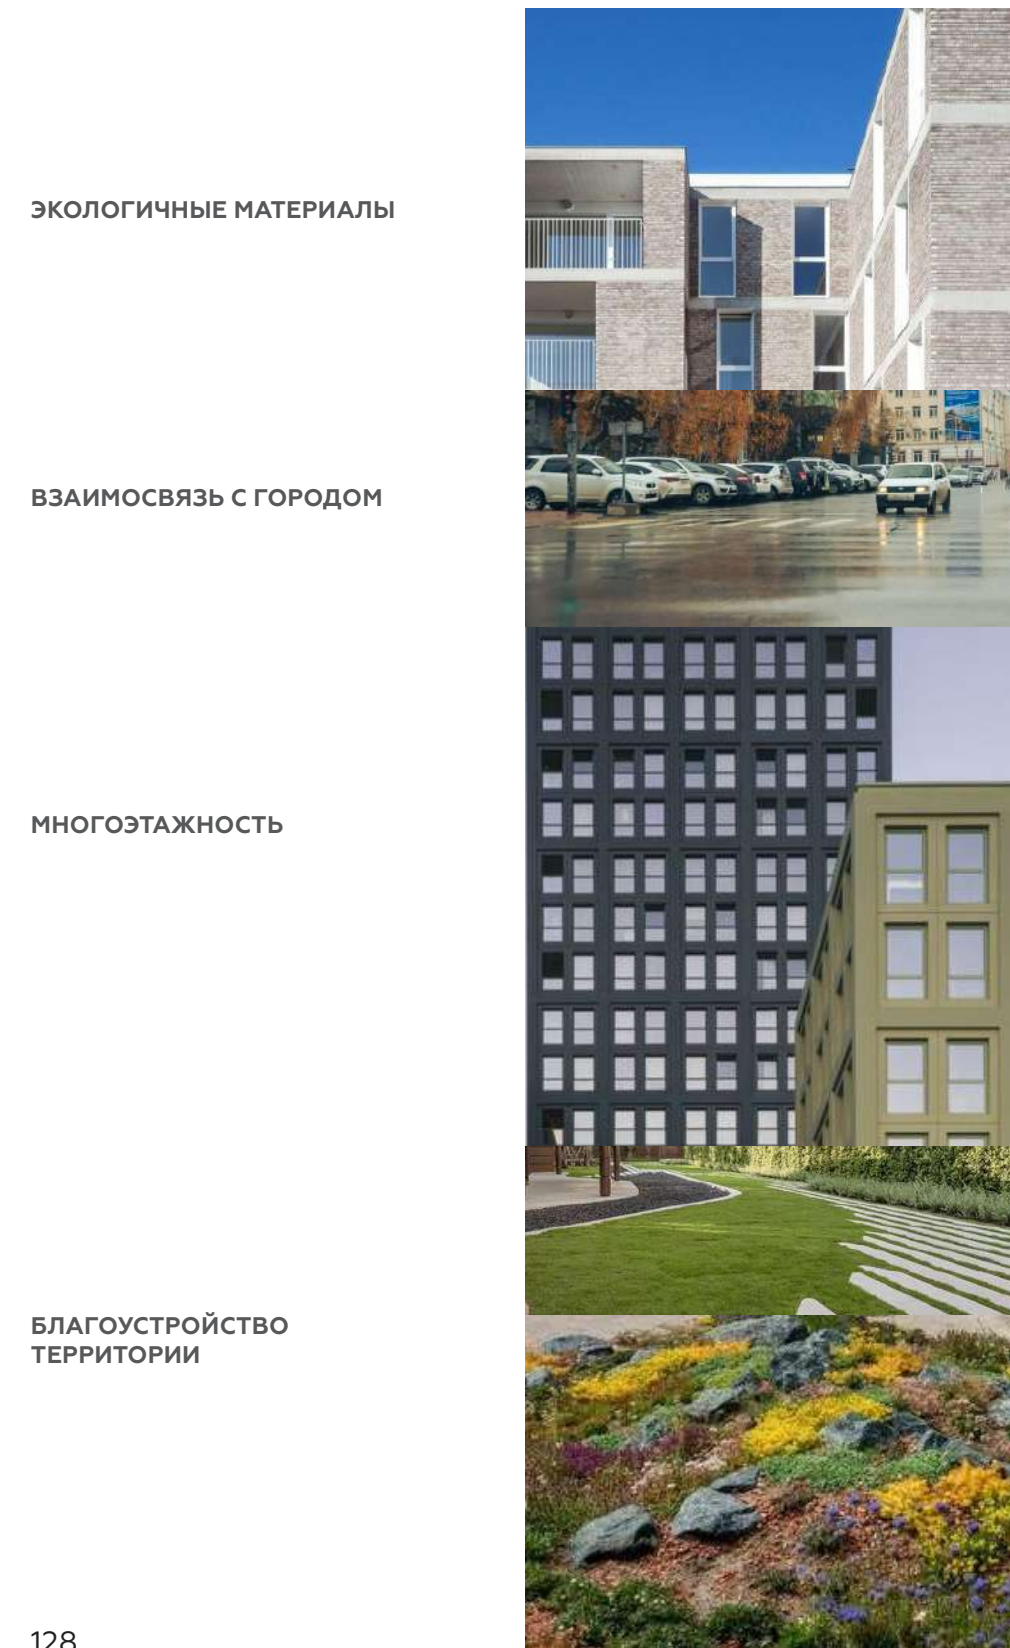 ЭКОЛОГИЧНЫЕ МАТЕРИАЛЫ
ВЗАИМОСВЯЗЬ С ГОРОДОМ
МНОГОЭТАЖНОСТЬ
БЛАГОУСТРОЙСТВО
ТЕРРИТОРИИ
128